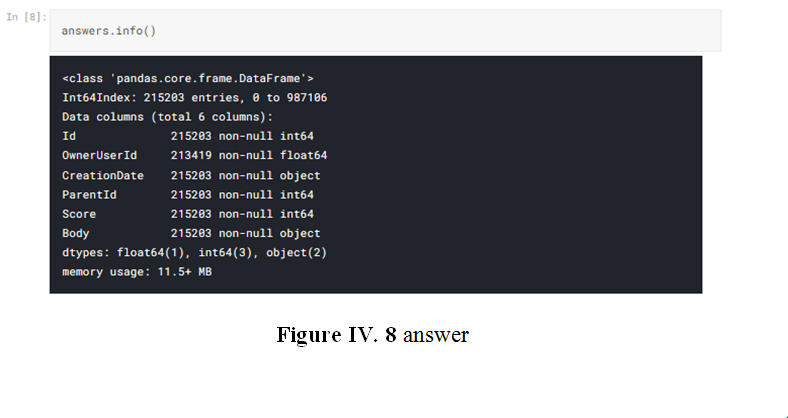 In [8]:
answers.info()
<class 'pandas.core.frame.DataFrame'>
Int64Index: 215203 entries, 0 to 987106
Data columns (total 6 columns):
Id 215203 non-null int64
OwnerUserId 213419 non-null float64
CreationDate 215203 non-null object
ParentId 215203 non-null int64
Score 215203 non-null int64
Body 215203 non-null object
dtypes: float64(1), int64(3), object(2)
memory usage: 11.5+ MB
Figure IV. 8 answer